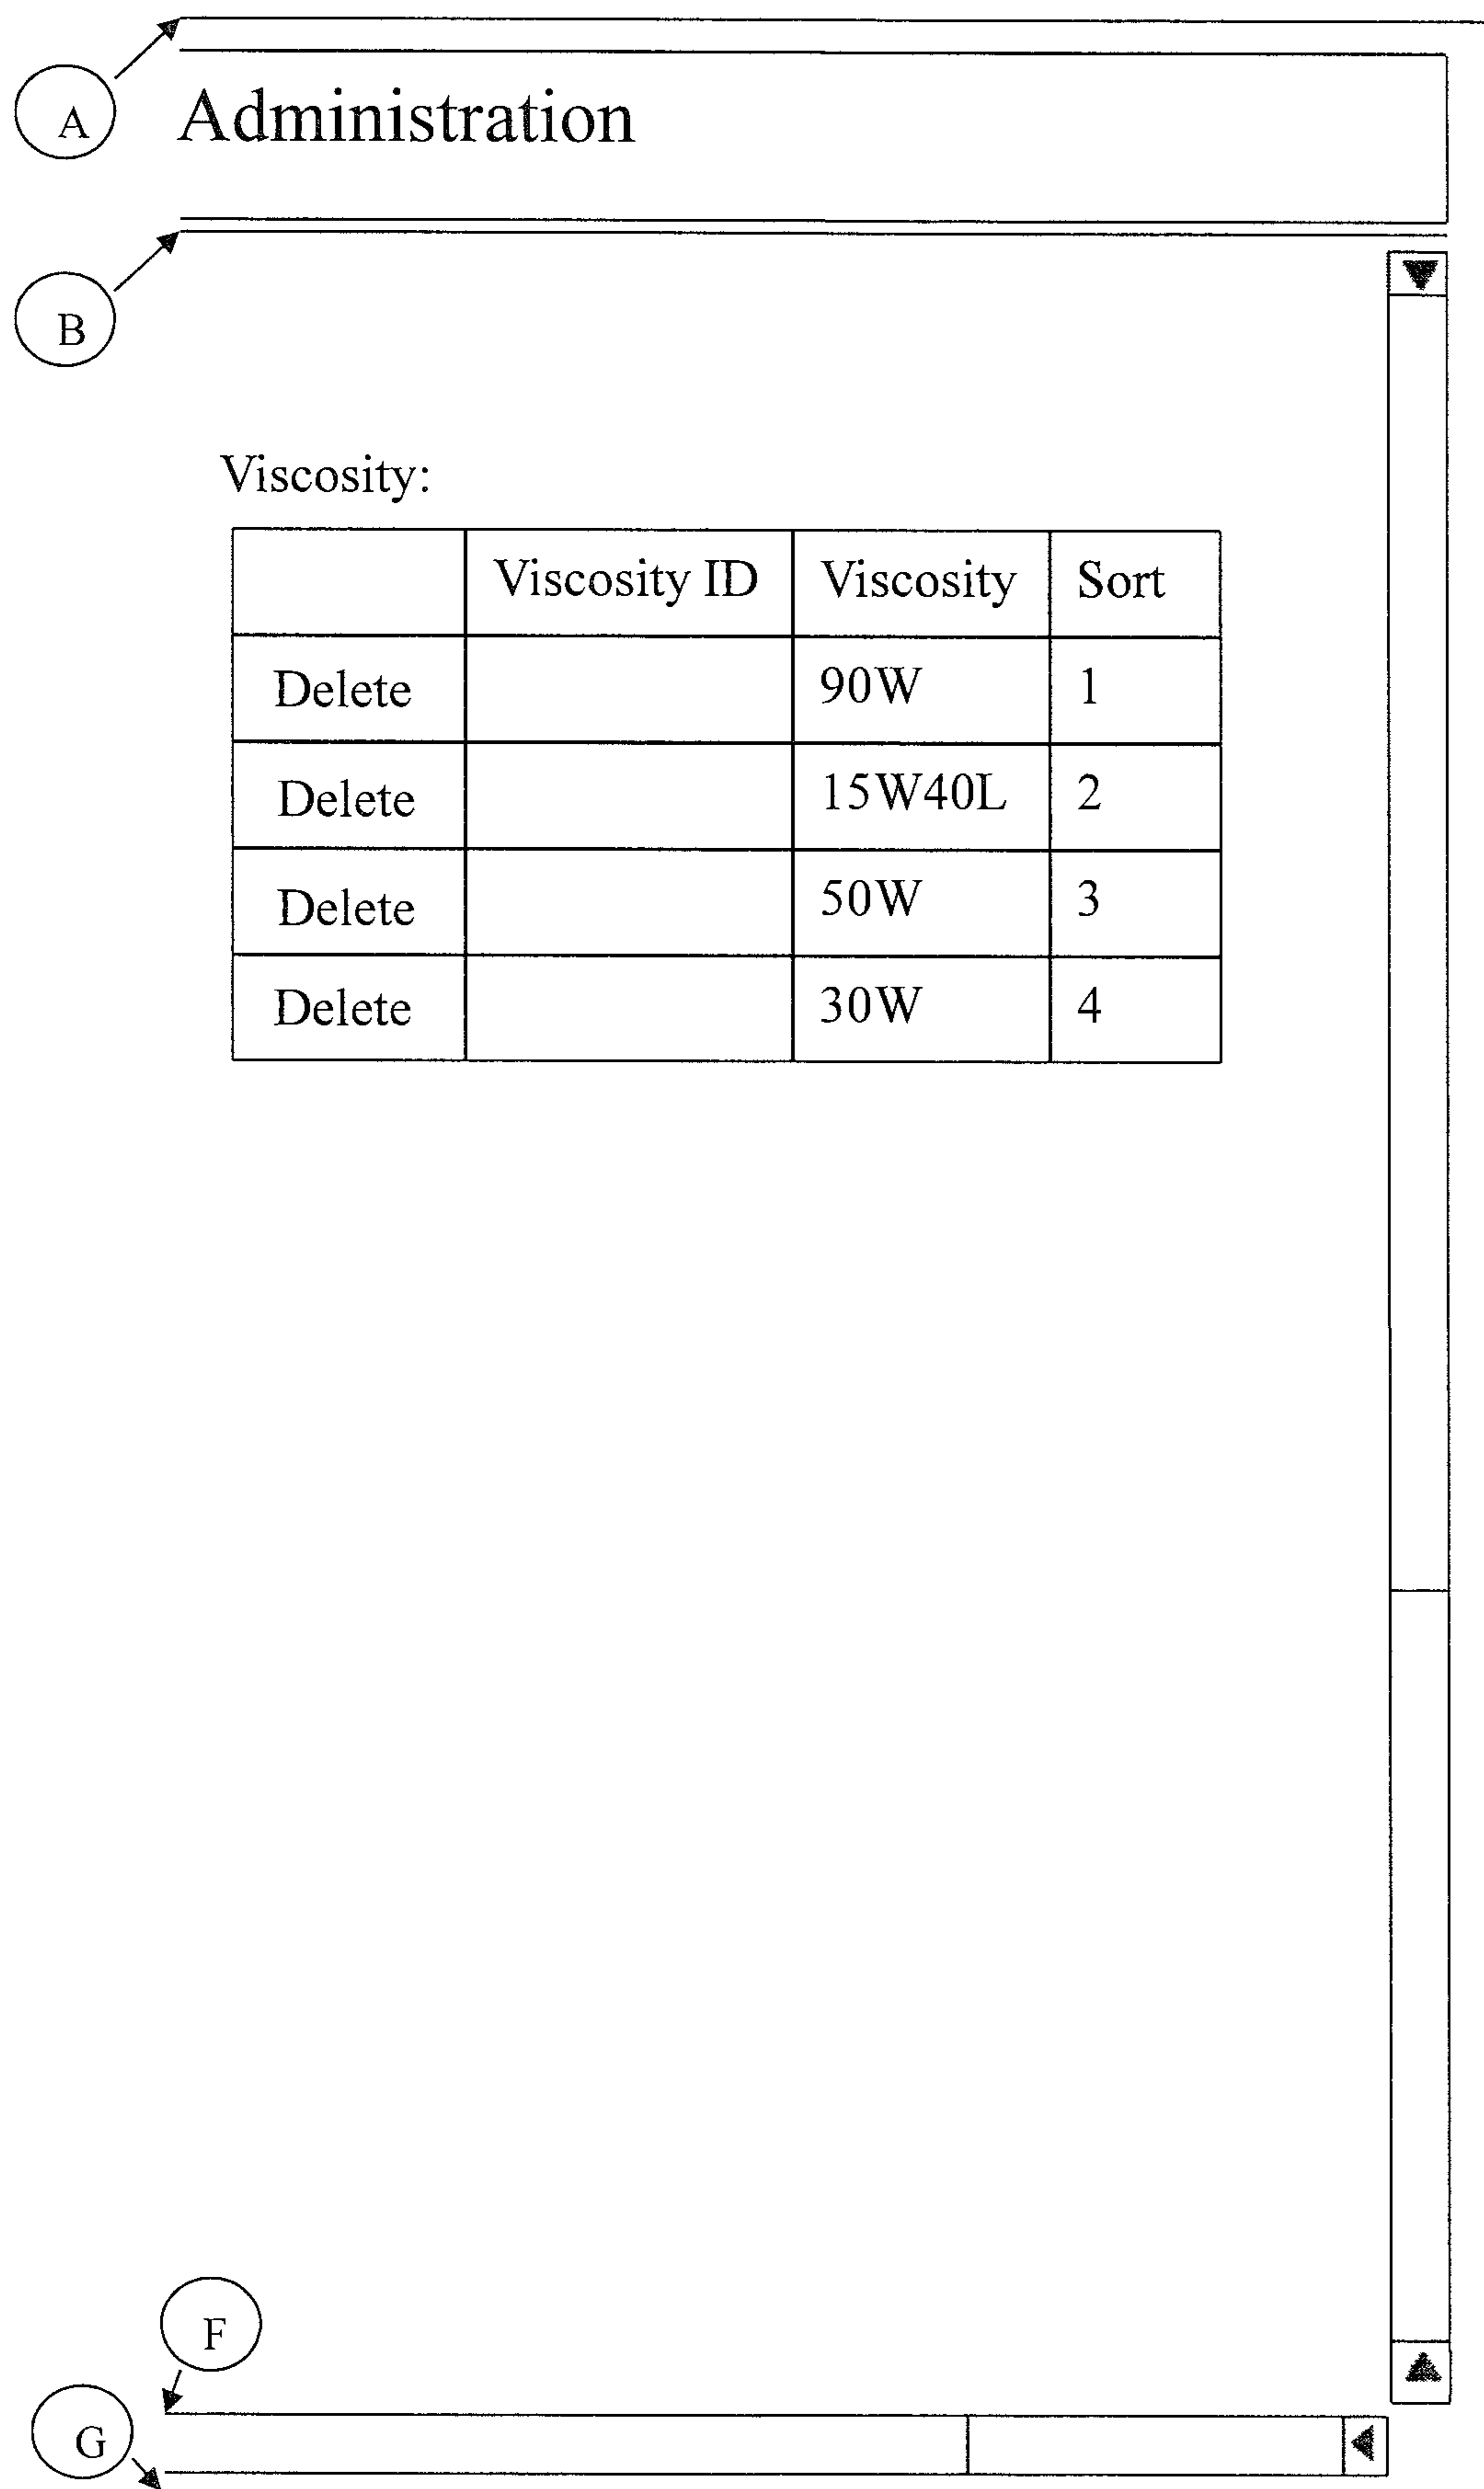 A
Administration
B
Viscosity:
Viscosity ID Viscosity Sort
Delete 90W 1
Delete 15W40L 2
Delete 50W 3
Delete 30W 4
F
G